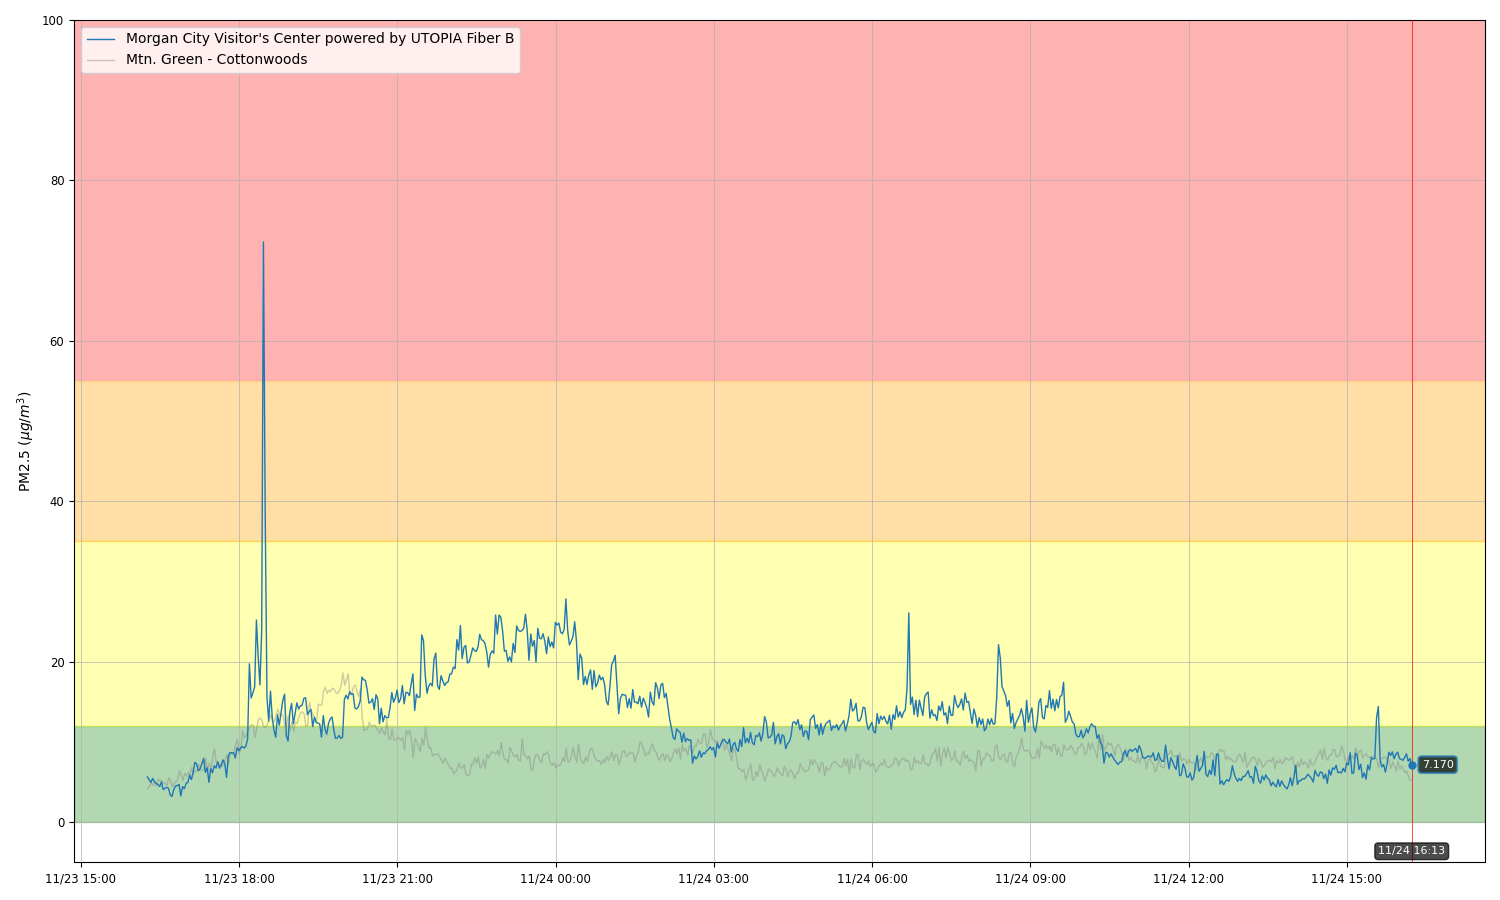 100
Morgan City Visitor's Center powered by UTOPIA Fiber B
Mtn. Green - Cottonwoods
80
60
PM2.5 (μg/m³)
40
20
7.170
0
11/24 16:13
11/23 15:00 11/23 18:00 11/23 21:00 11/24 00:00 11/24 03:00 11/24 06:00 11/24 09:00 11/24 12:00 11/24 15:00